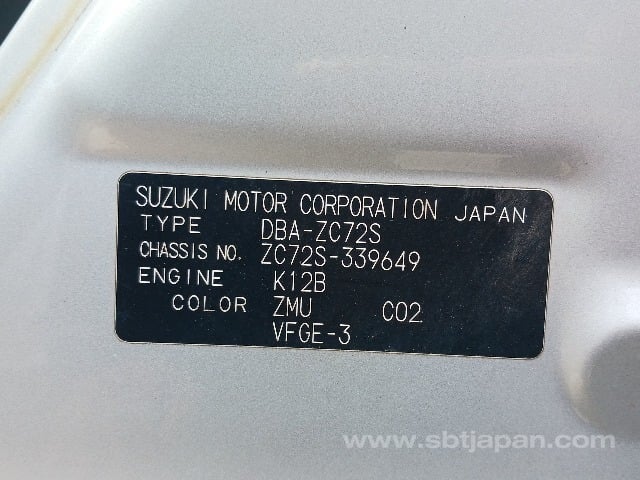 SUZUKI MOTOR CORPORATION JAPAN
TYPE DBA-ZC72S
CHASSIS NO. ZC72S-339649
ENGINE K12B
COLOR ZMU C02
VFGE-3
www.sbtjapan.com